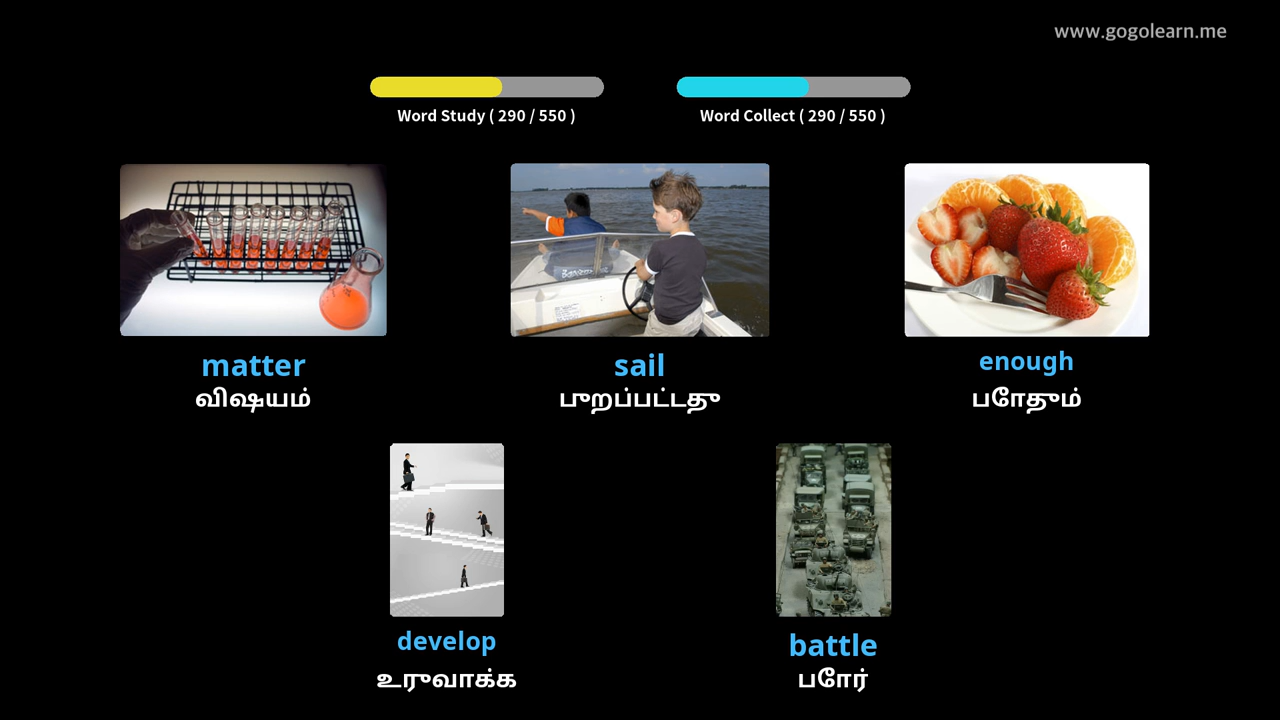 www.gogolearn.me
Word Study ( 290 / 550 )
Word Collect ( 290 / 550 )
matter
விஷயம்
sail
புறப்பட்டது
enough
போதும்
develop
உருவாக்க
battle
போர்